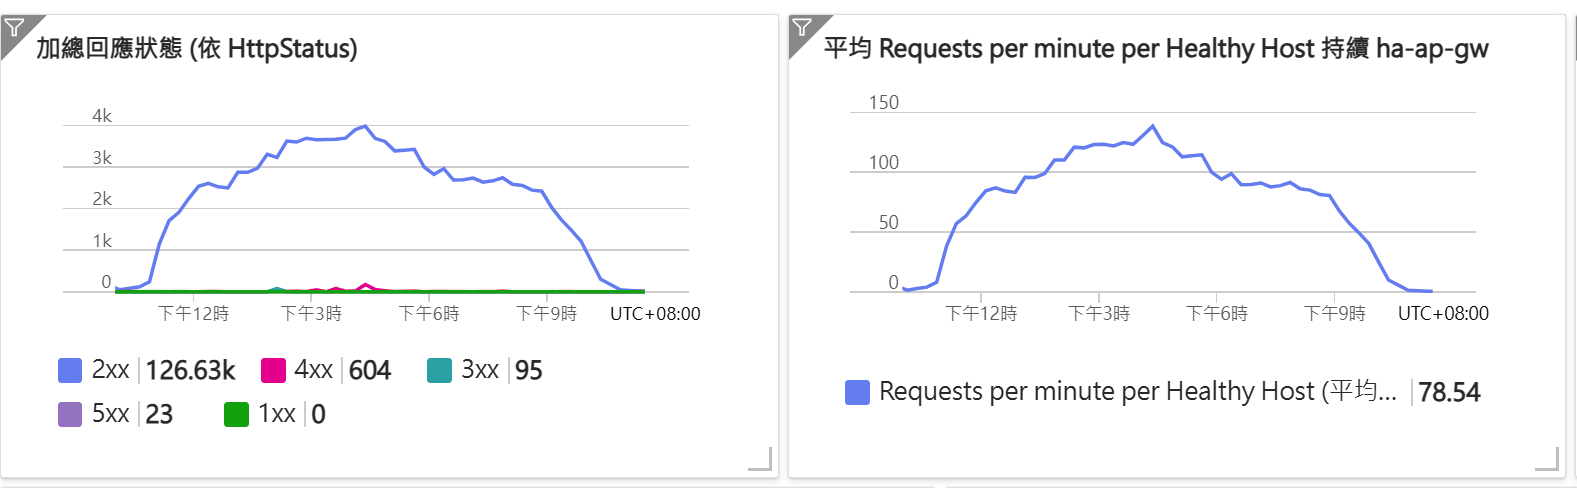 加總回應狀態 (依 HttpStatus)
4k
3k
2k
1k
0
下午12時 下午3時 下午6時 下午9時 UTC+08:00
2xx 126.63k 4xx 604 3xx 95
5xx 23 1xx 0
平均 Requests per minute per Healthy Host 持續 ha-ap-gw
150
100
50
0
下午12時 下午3時 下午6時 下午9時 UTC+08:00
Requests per minute per Healthy Host (平均... 78.54